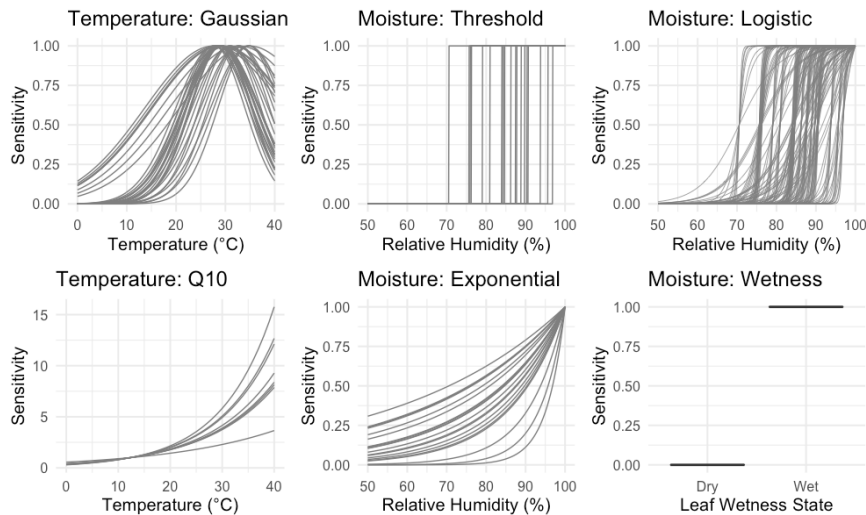 Temperature: Gaussian
Sensitivity
1.00
0.75
0.50
0.25
0.00
0 10 20 30 40
Temperature (°C)
Moisture: Threshold
Sensitivity
1.00
0.75
0.50
0.25
0.00
50 60 70 80 90 100
Relative Humidity (%)
Moisture: Logistic
Sensitivity
1.00
0.75
0.50
0.25
0.00
50 60 70 80 90 100
Relative Humidity (%)
Temperature: Q10
Sensitivity
15
10
5
0
0 10 20 30 40
Temperature (°C)
Moisture: Exponential
Sensitivity
1.00
0.75
0.50
0.25
0.00
50 60 70 80 90 100
Relative Humidity (%)
Moisture: Wetness
Sensitivity
1.00
0.75
0.50
0.25
0.00
Dry Wet
Leaf Wetness State